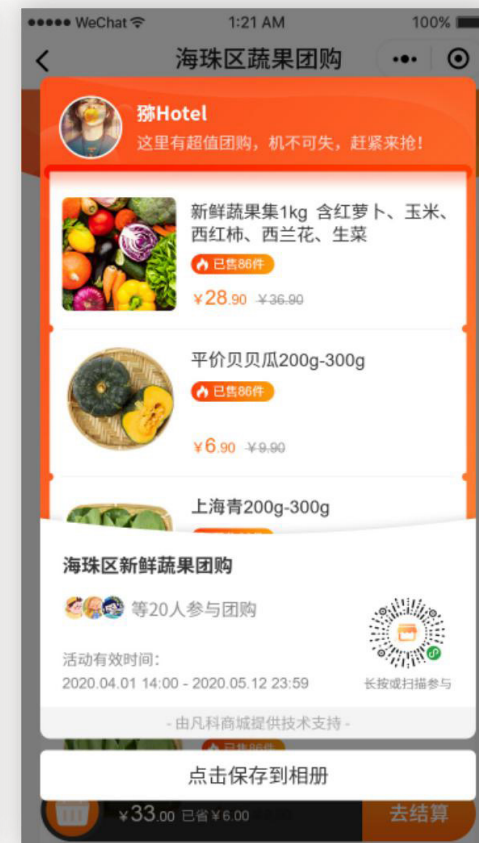 WeChat 1:21 AM 100%
海珠区蔬果团购
猕Hotel
这里有超值团购，机不可失，赶紧来抢！
新鲜蔬果集1kg 含红萝卜、玉米、
西红柿、西兰花、生菜
已售86件
¥28.90 ¥36.90
平价贝贝瓜200g-300g
已售86件
¥6.90 ¥9.90
上海青200g-300g
海珠区新鲜蔬果团购
等20人参与团购
活动有效时间：
2020.04.01 14:00 - 2020.05.12 23:59
长按或扫描参与
- 由凡科商城提供技术支持 -
已售86件
点击保存到相册
¥33.00 已省¥6.00
去结算